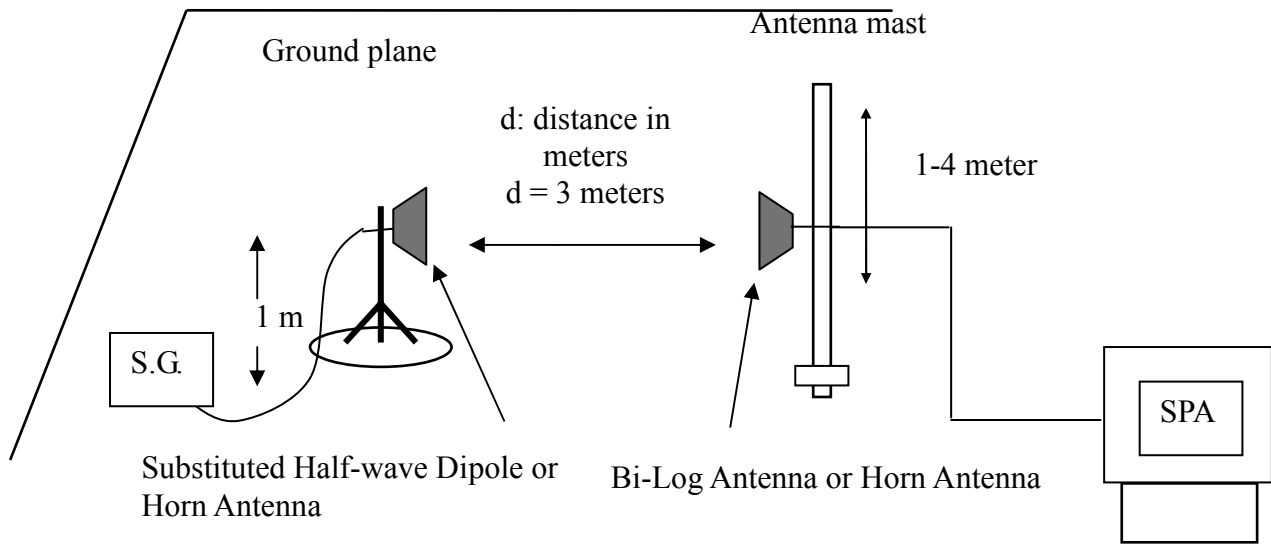 Antenna mast
Ground plane
d: distance in
meters
d = 3 meters
1-4 meter
1 m
S.G.
SPA
Substituted Half-wave Dipole or
Horn Antenna
Bi-Log Antenna or Horn Antenna